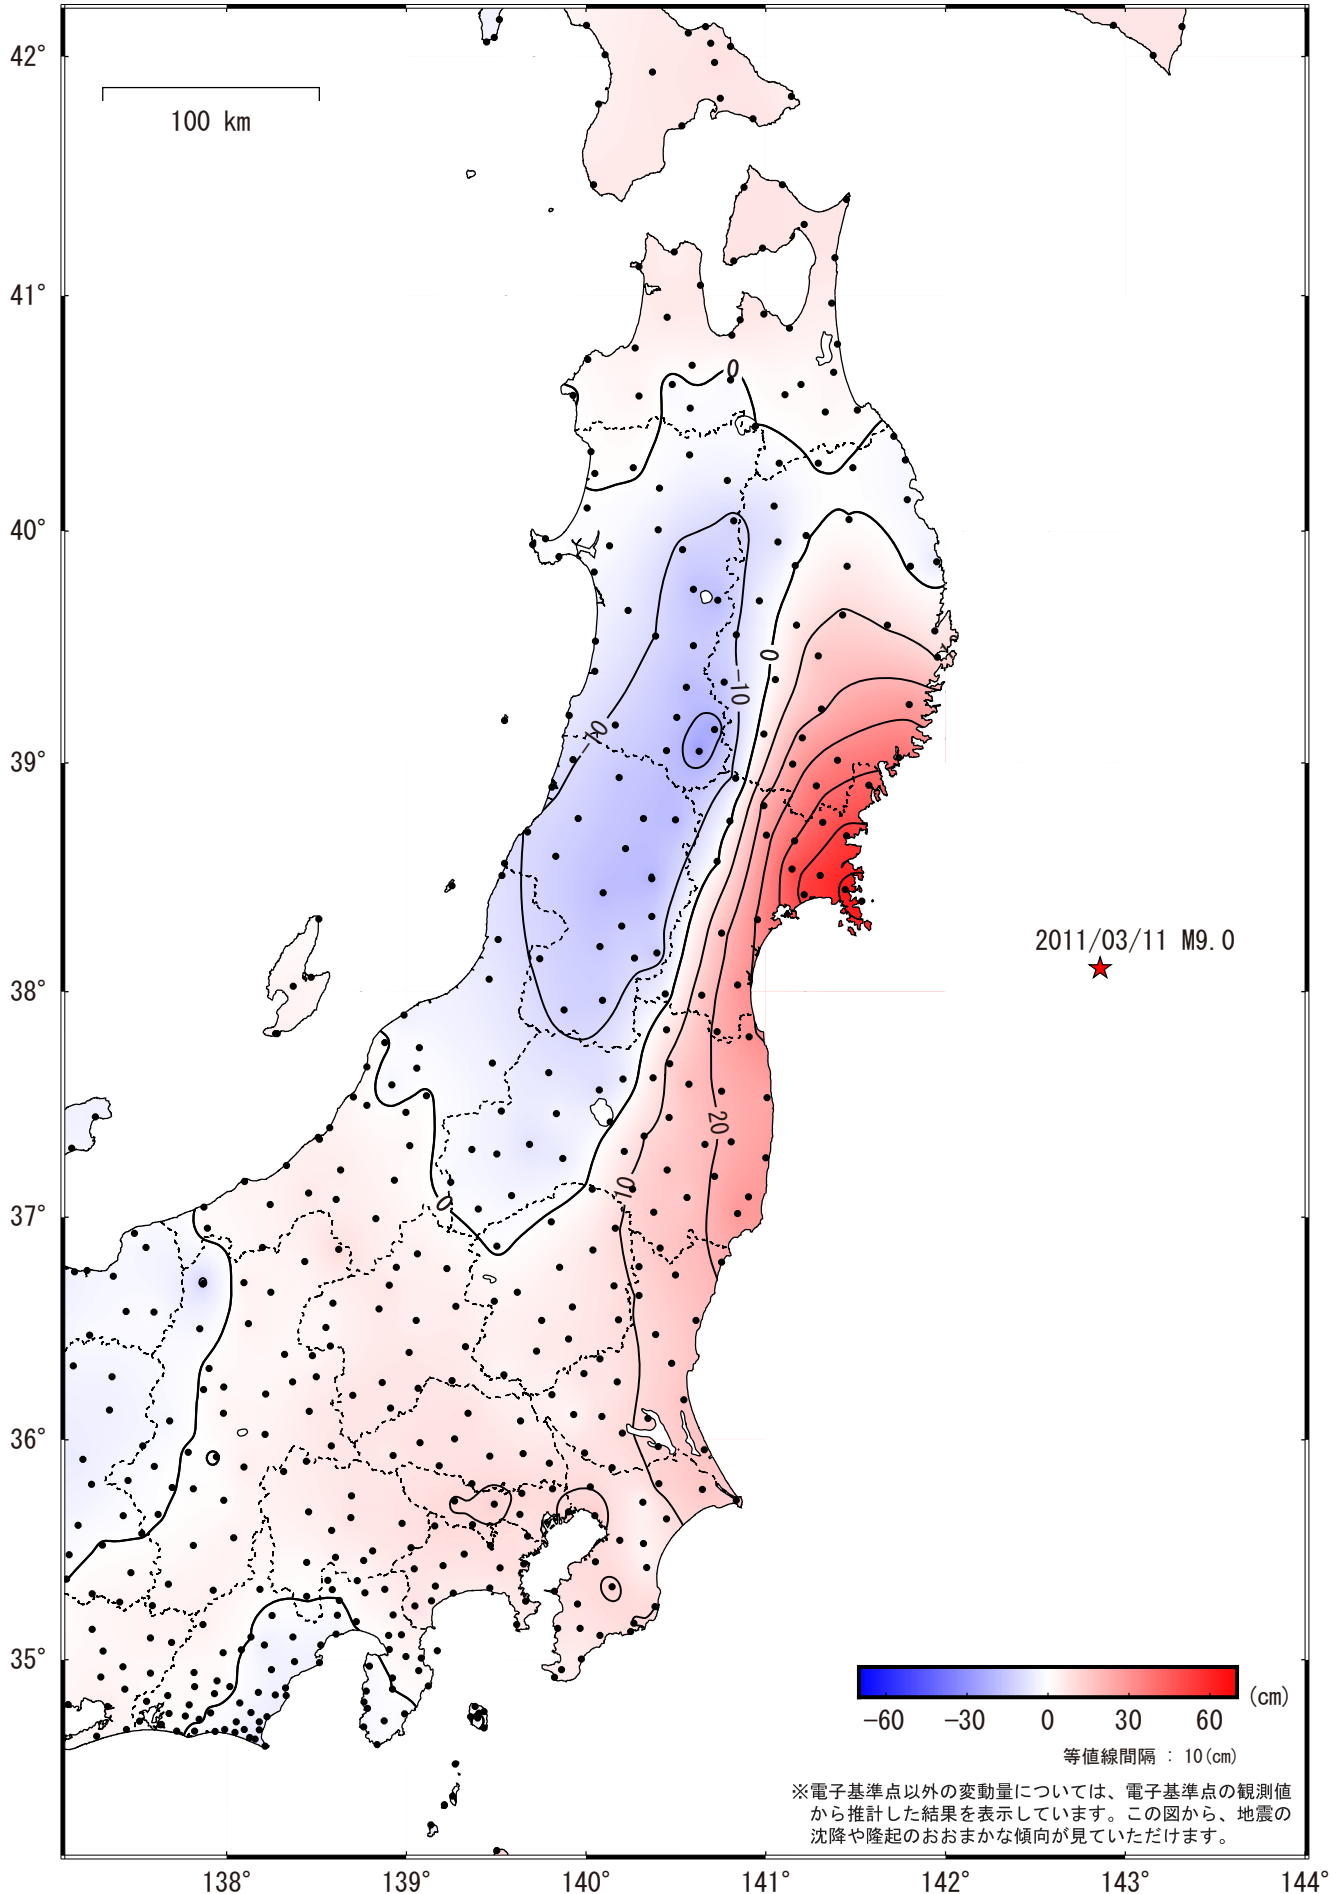 42°
100 km
41°
0
40°
0
-10
-10
39°
2011/03/11 M9.0
38°
20
10
0
37°
36°
35°
(cm)
-60 -30 0 30 60
等値線間隔 : 10(cm)
※電子基準点以外の変動量については、電子基準点の観測値
から推計した結果を表示しています。この図から、地震の
沈降や隆起のおおまかな傾向が見ていただけます。
138° 139° 140° 141° 142° 143° 144°